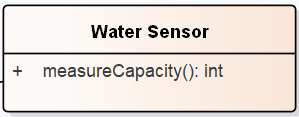 Water Sensor
+ measureCapacity(): int